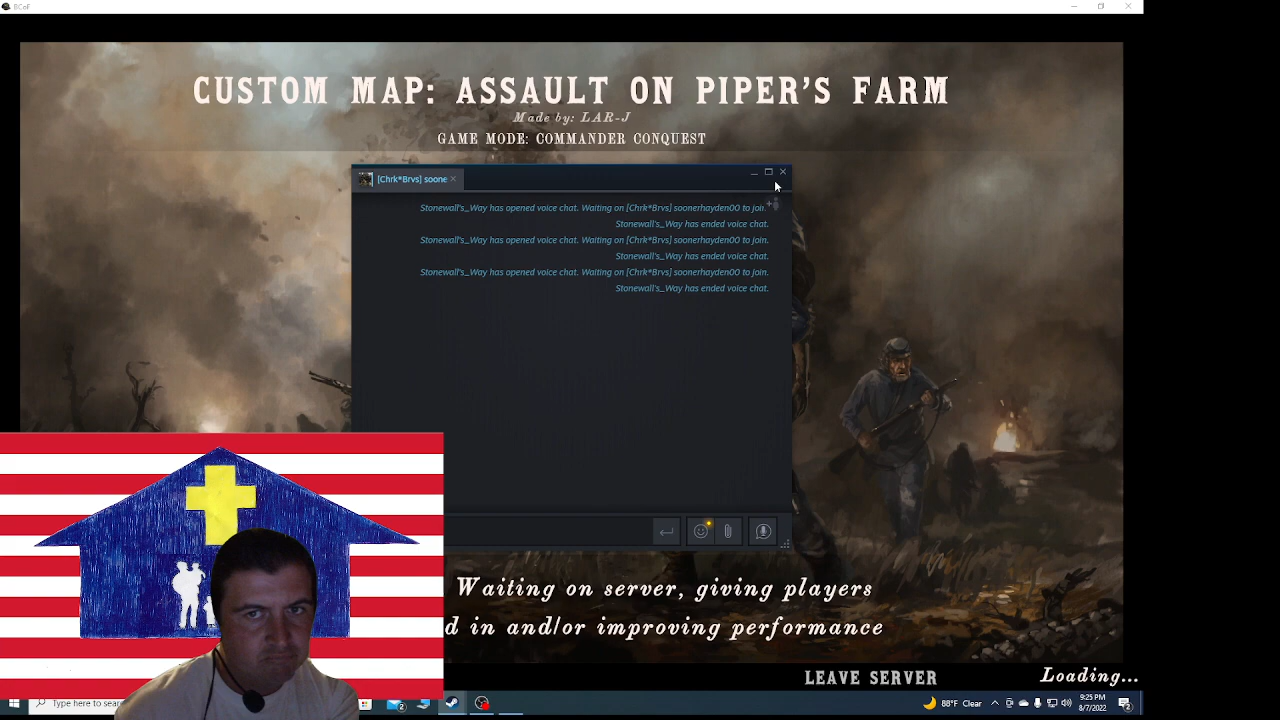 BCoF
CUSTOM MAP: ASSAULT ON PIPER'S FARM
Made by: LAR-J
GAME MODE: COMMANDER CONQUEST
[Chrk*Brvs] soone
Stonewall's_Way has opened voice chat. Waiting on [Chrk*Brvs] soonerhayden00 to join.
Stonewall's_Way has ended voice chat.
Stonewall's_Way has opened voice chat. Waiting on [Chrk*Brvs] soonerhayden00 to join.
Stonewall's_Way has ended voice chat.
Stonewall's_Way has opened voice chat. Waiting on [Chrk*Brvs] soonerhayden00 to join.
Stonewall's_Way has ended voice chat.
Waiting on server, giving players
d in and/or improving performance
LEAVE SERVER
Loading...
Type here to sear
2
88°F Clear
9:25 PM
8/7/2022
2